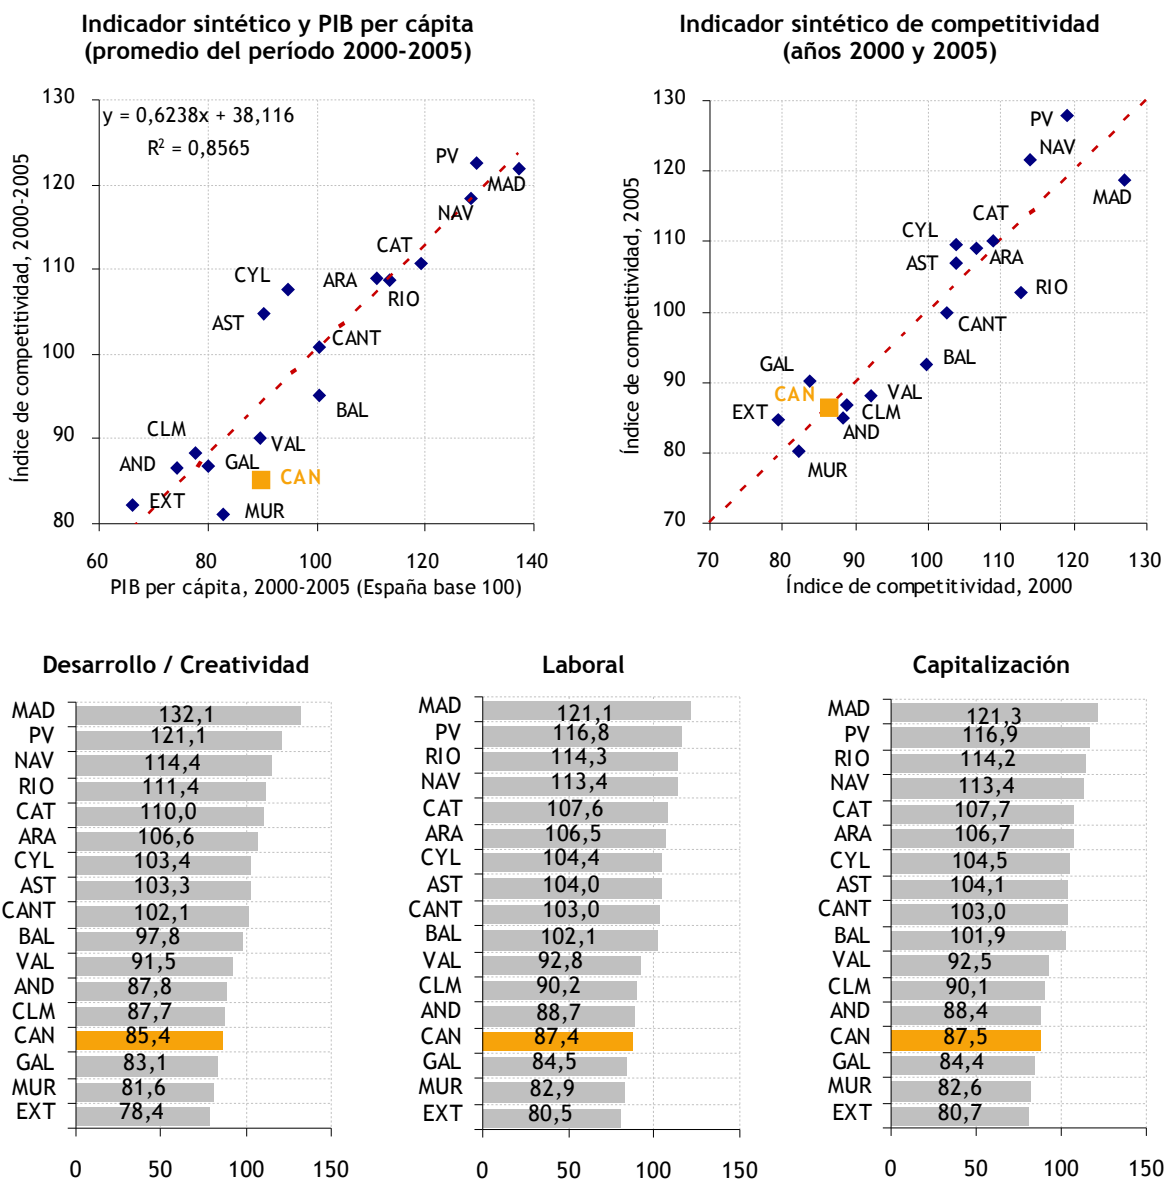 Indicador sintético y PIB per cápita
(promedio del período 2000-2005)
130
120
110
100
90
80
60
80
100
120
140
Índice de competitividad, 2000-2005
PIB per cápita, 2000-2005 (España base 100)
y = 0,6238x + 38,116
R² = 0,8565
PV
MAD
NAV
CAT
CYL
ARA
RIO
AST
CANT
BAL
CLM
VAL
AND
GAL
CAN
EXT
MUR
Indicador sintético de competitividad
(años 2000 y 2005)
130
120
110
100
90
80
70
70
80
90
100
110
120
130
Índice de competitividad, 2005
Índice de competitividad, 2000
PV
NAV
MAD
CAT
CYL
ARA
AST
RIO
CANT
BAL
GAL
CAN
VAL
EXT
CLM
AND
MUR
Desarrollo / Creatividad
MAD 132,1
PV 121,1
NAV 114,4
RIO 111,4
CAT 110,0
ARA 106,6
CYL 103,4
AST 103,3
CANT 102,1
BAL 97,8
VAL 91,5
AND 87,8
CLM 87,7
CAN 85,4
GAL 83,1
MUR 81,6
EXT 78,4
0 50 100 150
Laboral
MAD 121,1
PV 116,8
RIO 114,3
NAV 113,4
CAT 107,6
ARA 106,5
CYL 104,4
AST 104,0
CANT 103,0
BAL 102,1
VAL 92,8
CLM 90,2
AND 88,7
CAN 87,4
GAL 84,5
MUR 82,9
EXT 80,5
0 50 100 150
Capitalización
MAD 121,3
PV 116,9
RIO 114,2
NAV 113,4
CAT 107,7
ARA 106,7
CYL 104,5
AST 104,1
CANT 103,0
BAL 101,9
VAL 92,5
CLM 90,1
AND 88,4
CAN 87,5
GAL 84,4
MUR 82,6
EXT 80,7
0 50 100 150